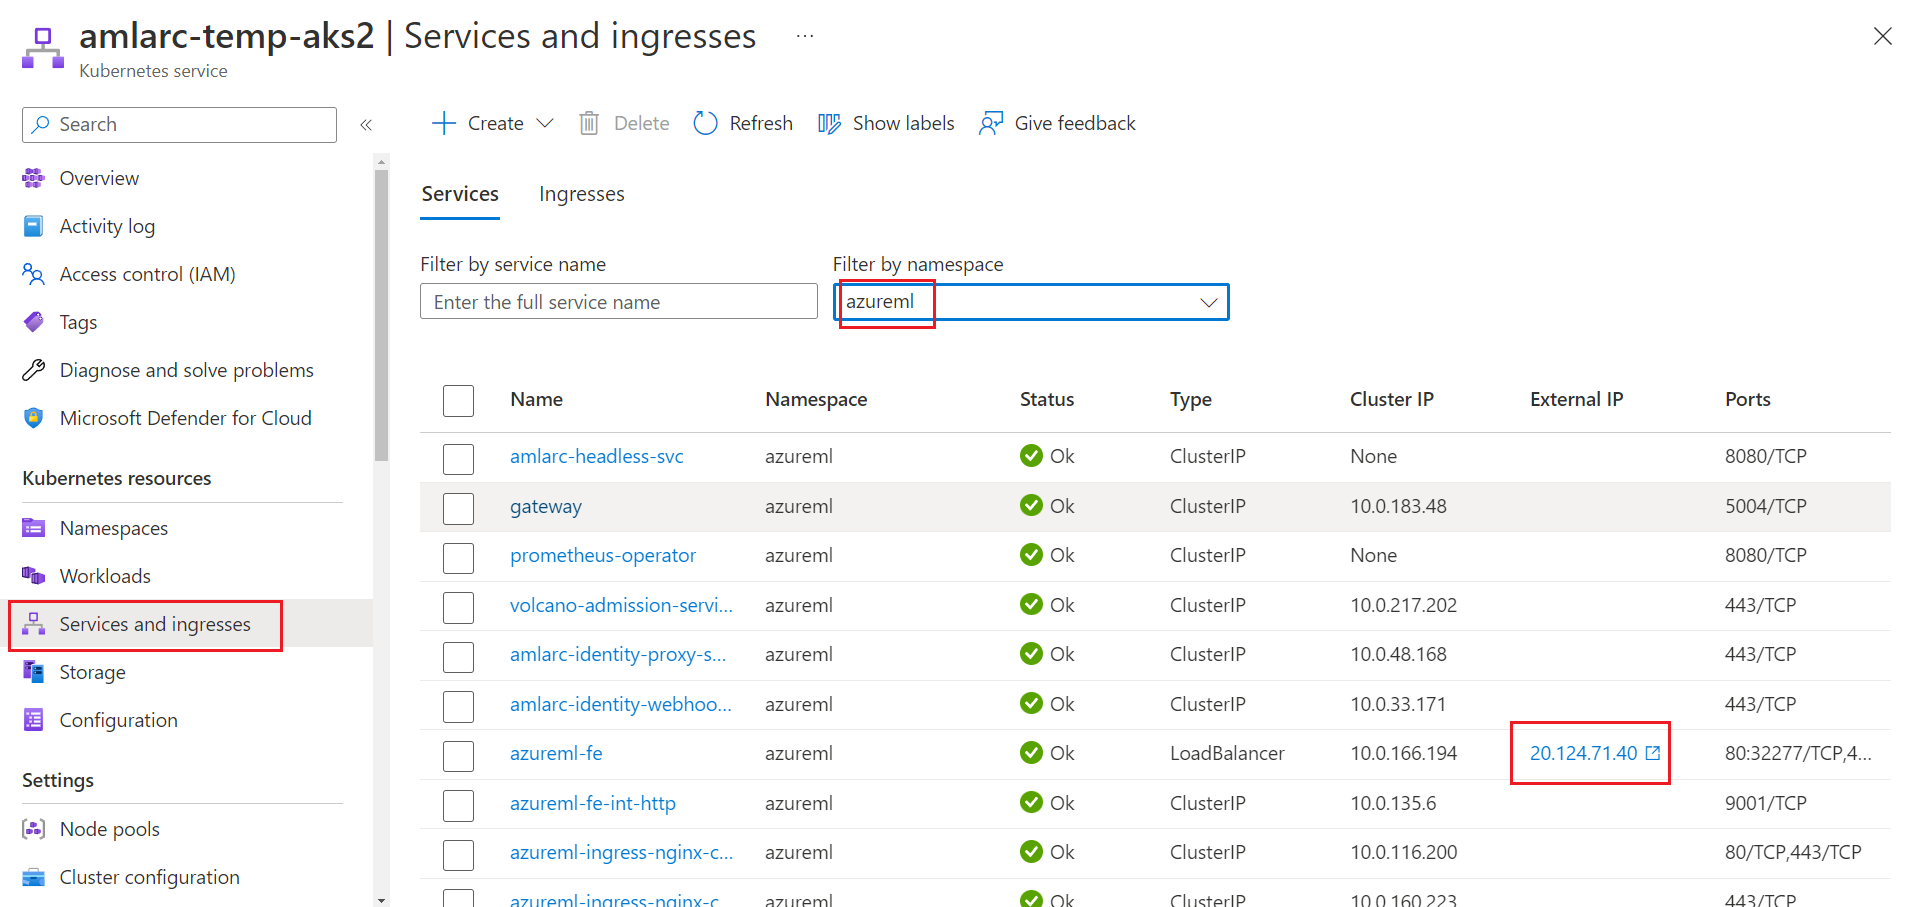 amlarc-temp-aks2 | Services and ingresses ...
Kubernetes service
Search «
Overview
Activity log
Access control (IAM)
Tags
Diagnose and solve problems
Microsoft Defender for Cloud
Kubernetes resources
Namespaces
Workloads
Services and ingresses
Storage
Configuration
Settings
Node pools
Cluster configuration
Create Delete Refresh Show labels Give feedback
Services Ingresses
Filter by service name Filter by namespace
Enter the full service name azureml
Name Namespace Status Type Cluster IP External IP Ports
amlarc-headless-svc azureml Ok ClusterIP None 8080/TCP
gateway azureml Ok ClusterIP 10.0.183.48 5004/TCP
prometheus-operator azureml Ok ClusterIP None 8080/TCP
volcano-admission-servi... azureml Ok ClusterIP 10.0.217.202 443/TCP
amlarc-identity-proxy-s... azureml Ok ClusterIP 10.0.48.168 443/TCP
amlarc-identity-webhoo... azureml Ok ClusterIP 10.0.33.171 443/TCP
azureml-fe azureml Ok LoadBalancer 10.0.166.194 20.124.71.40 80:32277/TCP,4...
azureml-fe-int-http azureml Ok ClusterIP 10.0.135.6 9001/TCP
azureml-ingress-nginx-c... azureml Ok ClusterIP 10.0.116.200 80/TCP,443/TCP
azureml-ingress-nginx-c... azureml Ok ClusterIP 10.0.160.223 443/TCP